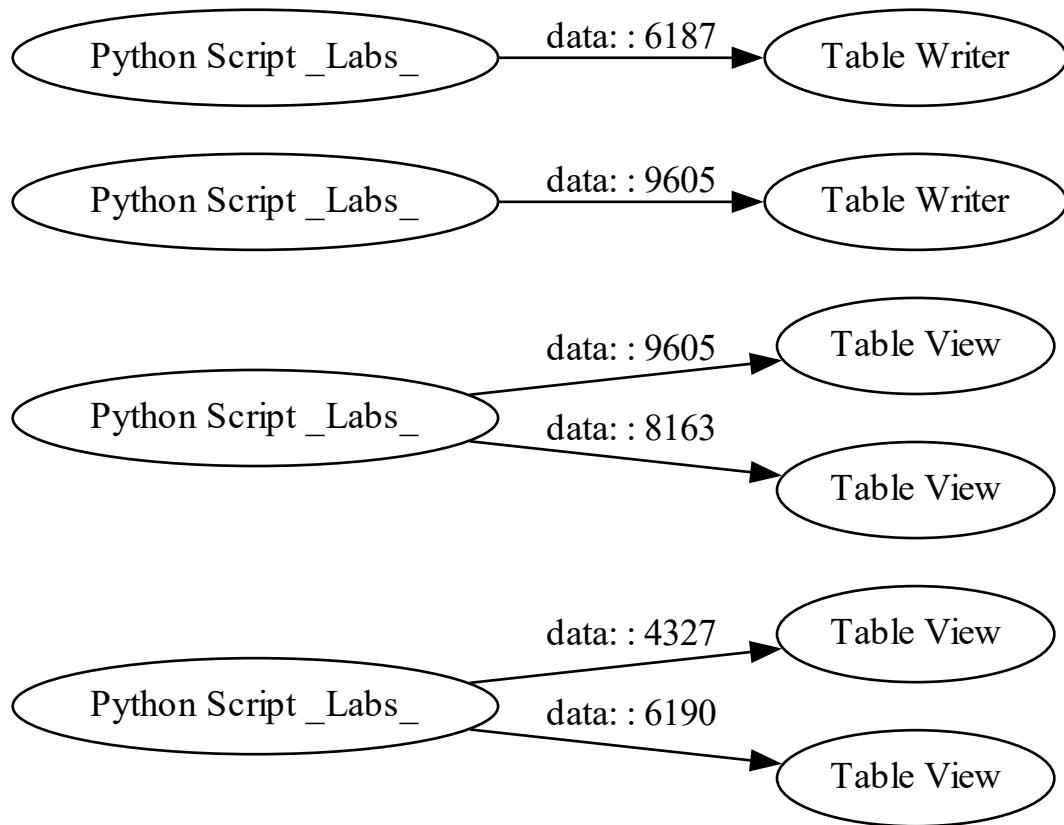 Python Script _Labs_
data: : 6187
Table Writer
Python Script _Labs_
data: : 9605
Table Writer
Python Script _Labs_
data: : 9605
Table View
data: : 8163
Table View
Python Script _Labs_
data: : 4327
Table View
data: : 6190
Table View